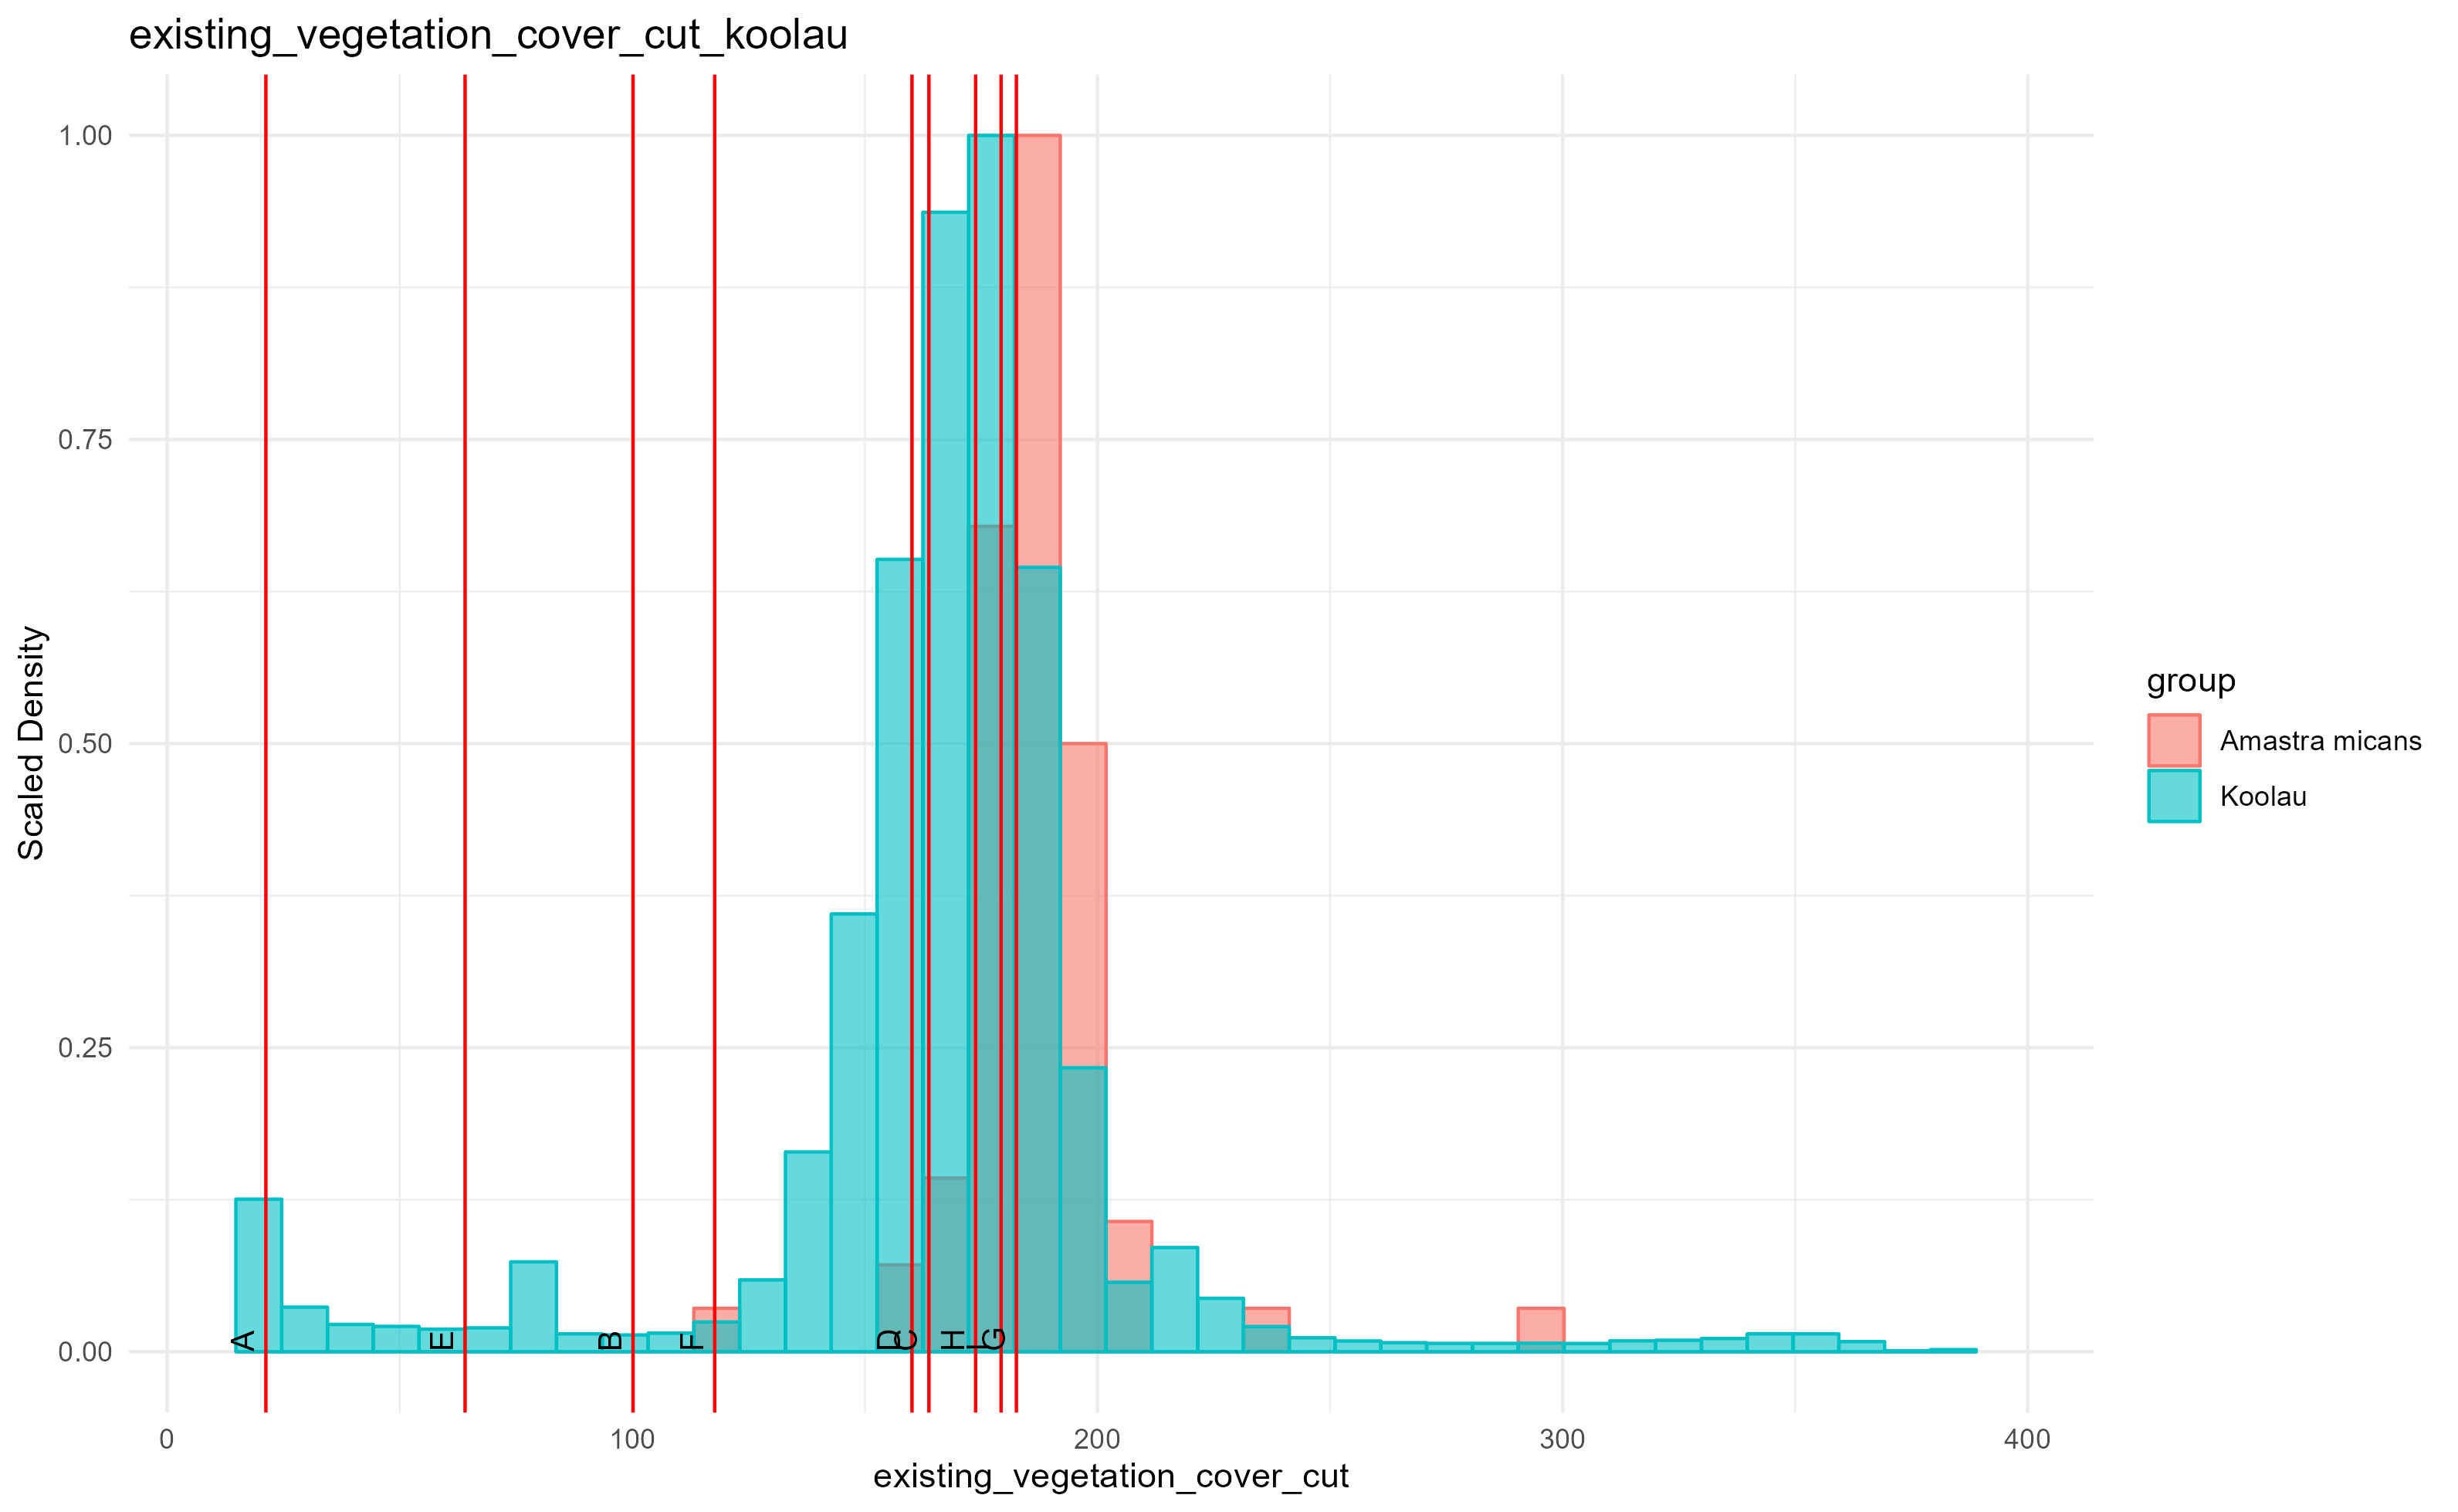 existing_vegetation_cover_cut_koolau
1.00
0.75
0.50
0.25
0.00
Scaled Density
A
E
B
F
D
C
H
I
G
0
100
200
300
400
existing_vegetation_cover_cut
group
Amastra micans
Koolau